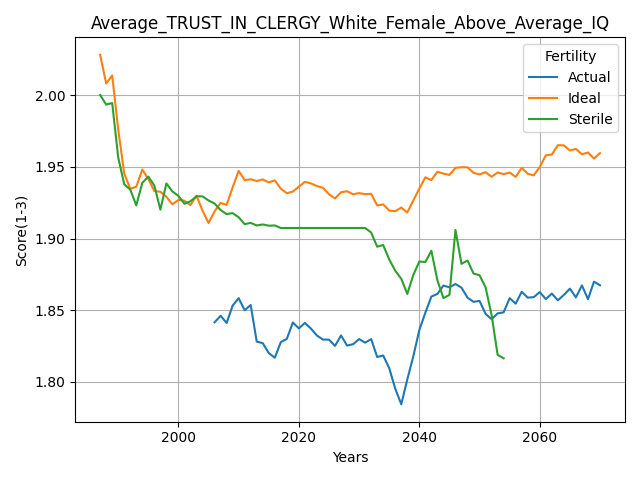 Average_TRUST_IN_CLERGY_White_Female_Above_Average_IQ
Fertility
Actual
Ideal
Sterile
Score(1-3)
2.00
1.95
1.90
1.85
1.80
2000 2020 2040 2060
Years